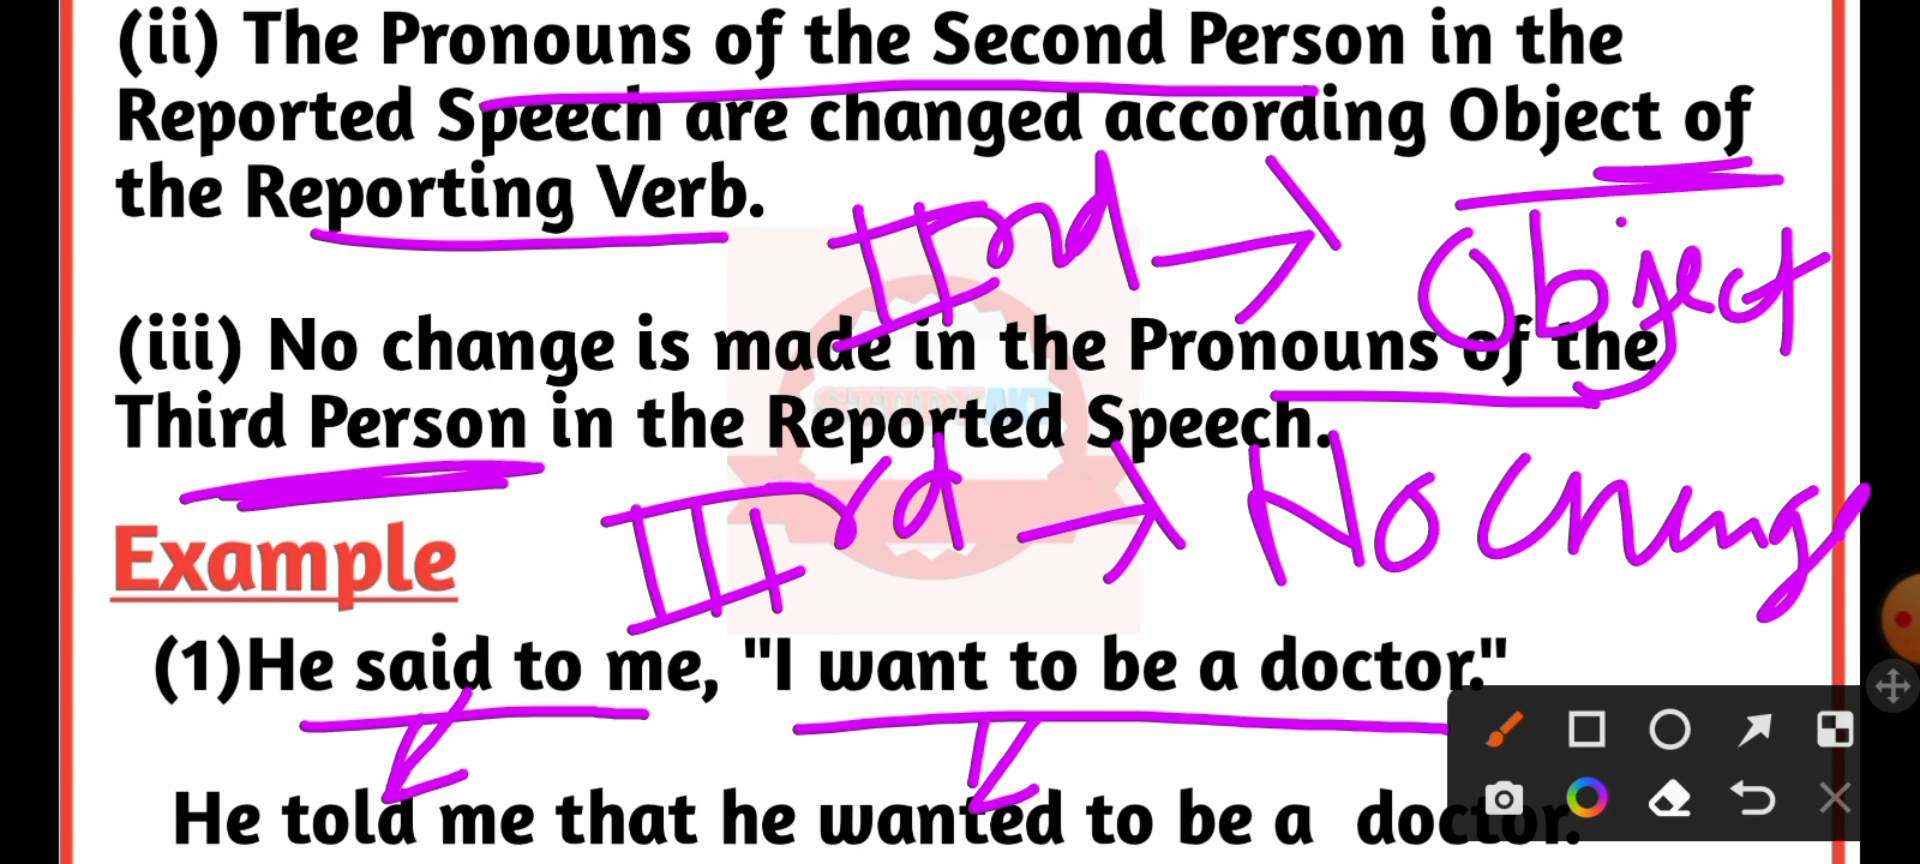 (ii) The Pronouns of the Second Person in the
Reported Speech are changed according Object of
the Reporting Verb.
IInd → Object
(iii) No change is made in the Pronouns of the
Third Person in the Reported Speech.
IIIrd → No Change
Example
(1)He said to me, "I want to be a doctor."
He told me that he wanted to be a doctor.